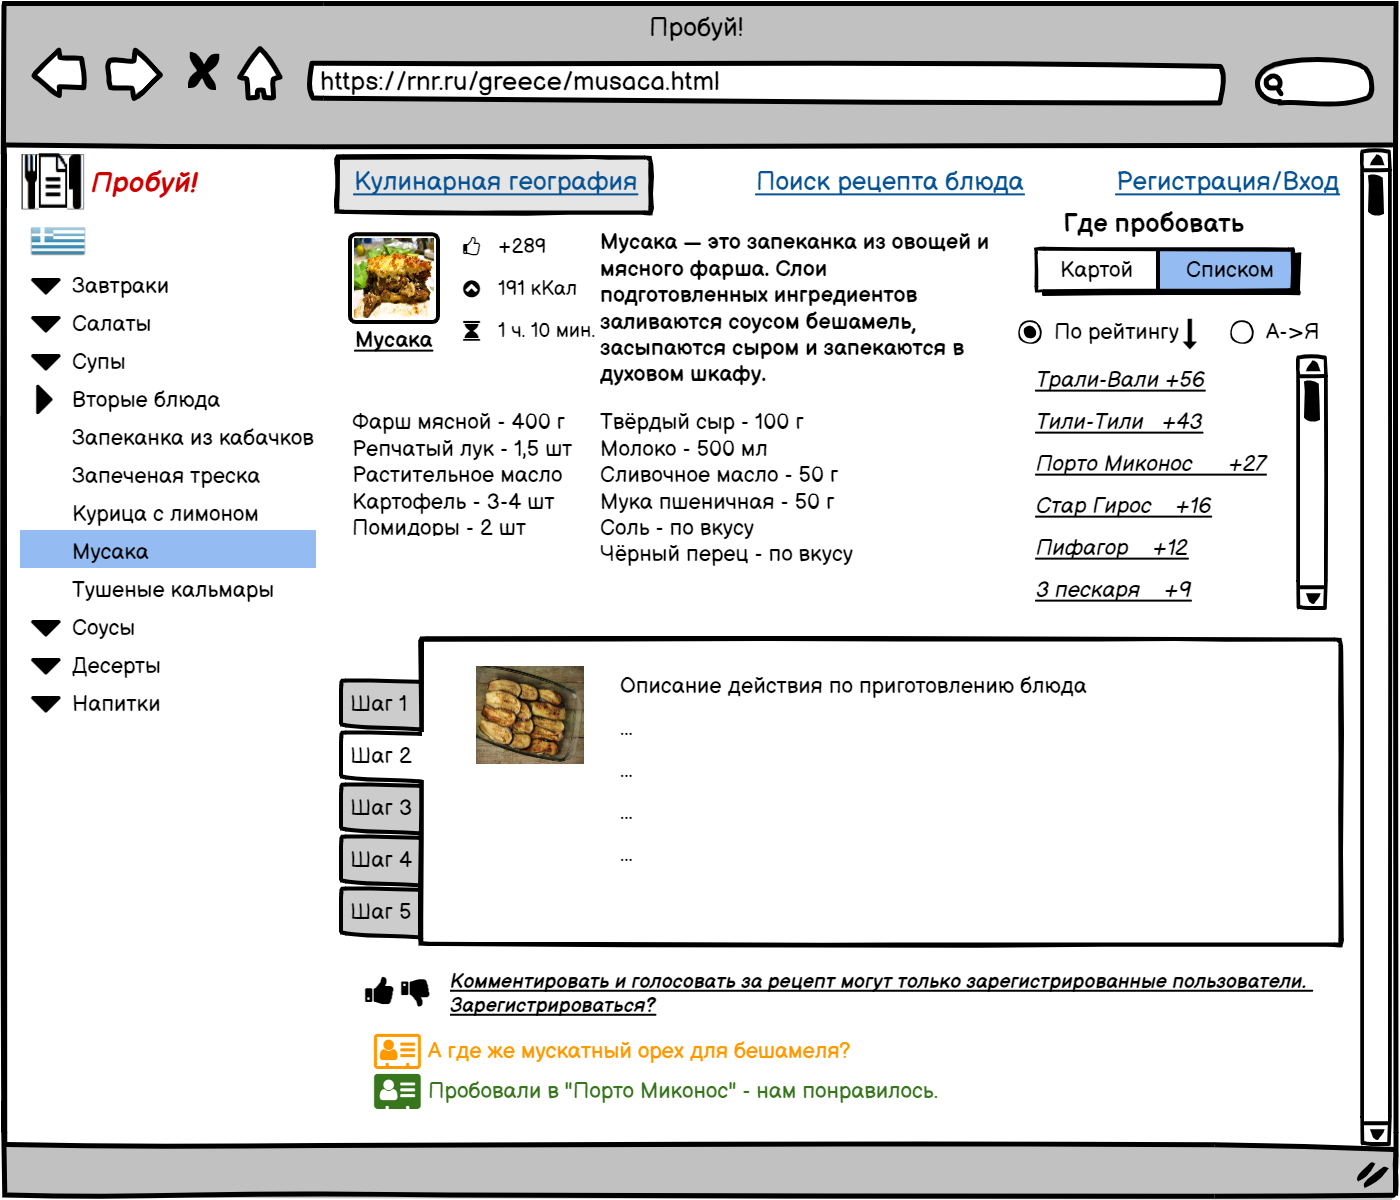 Пробуй!
https://rnr.ru/greece/musaca.html
Пробуй!
Кулинарная география
Поиск рецепта блюда
Регистрация/Вход
Завтраки
Салаты
Супы
Вторые блюда
Запеканка из кабачков
Запеченая треска
Курица с лимоном
Мусака
Тушеные кальмары
Соусы
Десерты
Напитки
Мусака
+289
191 кКал
1 ч. 10 мин.
Мусака — это запеканка из овощей и
мясного фарша. Слои
подготовленных ингредиентов
заливаются соусом бешамель,
засыпаются сыром и запекаются в
духовом шкафу.
Фарш мясной - 400 г
Репчатый лук - 1,5 шт
Растительное масло
Картофель - 3-4 шт
Помидоры - 2 шт
Твёрдый сыр - 100 г
Молоко - 500 мл
Сливочное масло - 50 г
Мука пшеничная - 50 г
Соль - по вкусу
Чёрный перец - по вкусу
Где пробовать
Картой
Списком
По рейтингу
А->Я
Трали-Вали +56
Тили-Тили +43
Порто Миконос +27
Стар Гирос +16
Пифагор +12
3 пескаря +9
Шаг 1
Шаг 2
Шаг 3
Шаг 4
Шаг 5
Описание действия по приготовлению блюда
...
...
...
...
Комментировать и голосовать за рецепт могут только зарегистрированные пользователи.
Зарегистрироваться?
А где же мускатный орех для бешамеля?
Пробовали в "Порто Миконос" - нам понравилось.